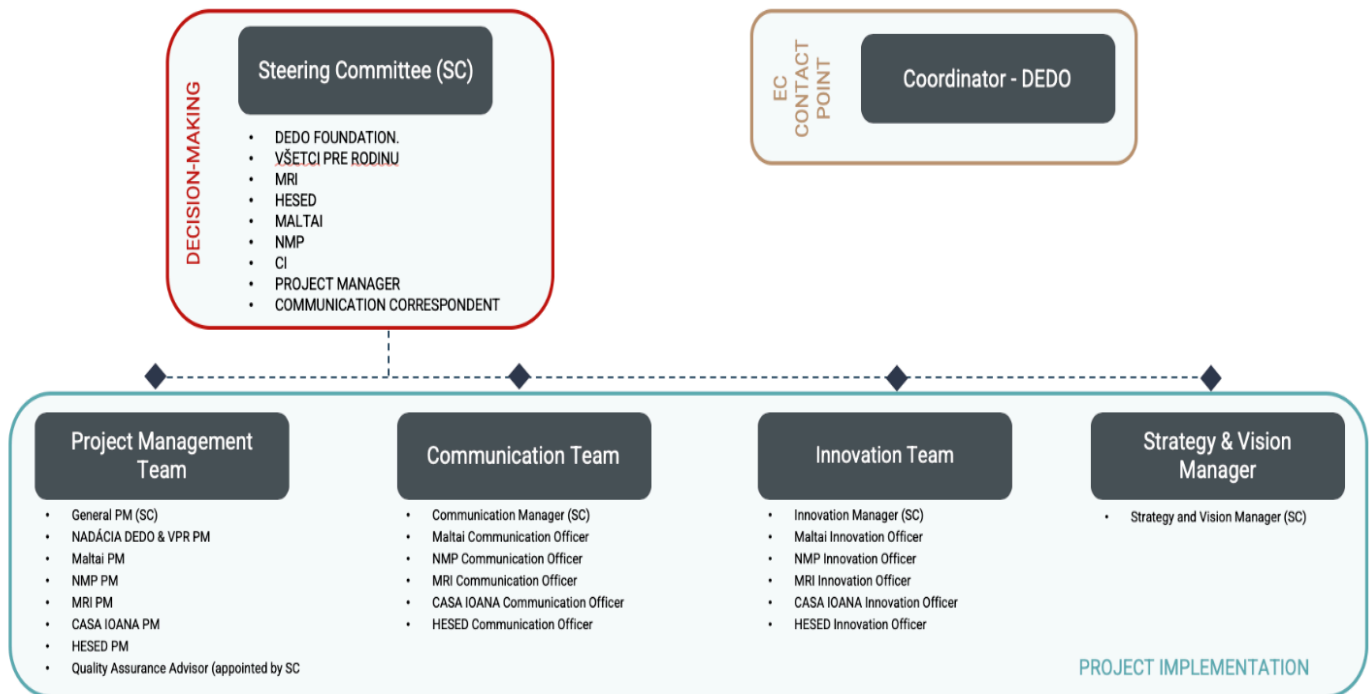 DECISION-MAKING
Steering Committee (SC)
• DEDO FOUNDATION.
• VŠETCI PRE RODINU
• MRI
• HESED
• MALTAI
• NMP
• CI
• PROJECT MANAGER
• COMMUNICATION CORRESPONDENT
EC
CONTACT
POINT
Coordinator - DEDO
Project Management
Team
• General PM (SC)
• NADÁCIA DEDO & VPR PM
• Maltai PM
• NMP PM
• MRI PM
• CASA IOANA PM
• HESED PM
• Quality Assurance Advisor (appointed by SC
Communication Team
• Communication Manager (SC)
• Maltai Communication Officer
• NMP Communication Officer
• MRI Communication Officer
• CASA IOANA Communication Officer
• HESED Communication Officer
Innovation Team
• Innovation Manager (SC)
• Maltai Innovation Officer
• NMP Innovation Officer
• MRI Innovation Officer
• CASA IOANA Innovation Officer
• HESED Innovation Officer
Strategy & Vision
Manager
• Strategy and Vision Manager (SC)
PROJECT IMPLEMENTATION